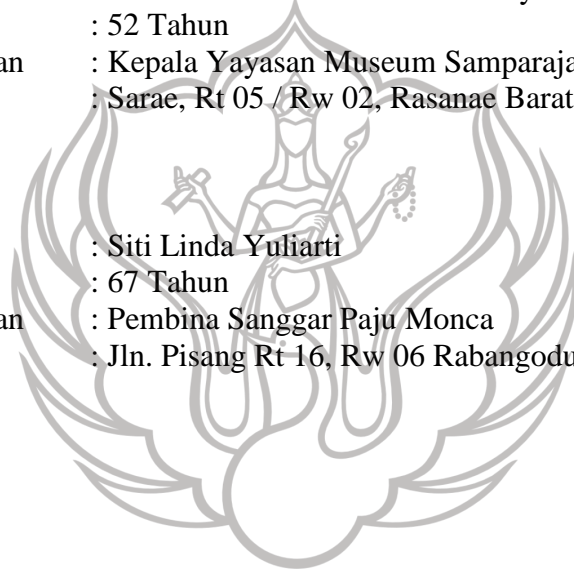 : 52 Tahun
an : Kepala Yayasan Museum Samparaja
: Sarae, Rt 05 / Rw 02, Rasanae Barat
: Siti Linda Yuliarti
: 67 Tahun
an : Pembina Sanggar Paju Monca
: Jln. Pisang Rt 16, Rw 06 Rabangodu